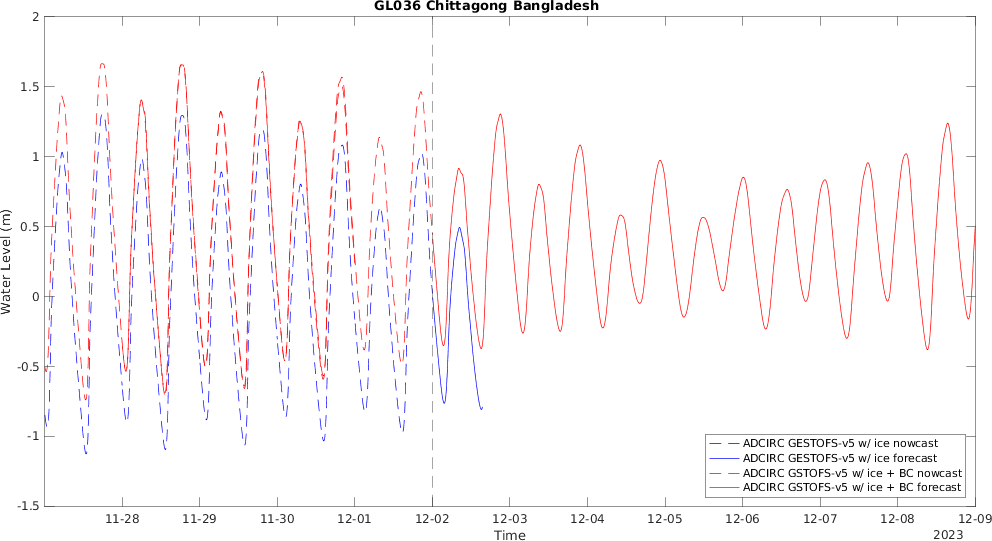 GL036 Chittagong Bangladesh
2
1.5
1
0.5
0
-0.5
-1
-1.5
Water Level (m)
ADCIRC GESTOFS-v5 w/ ice nowcast
ADCIRC GESTOFS-v5 w/ ice forecast
ADCIRC GSTOFS-v5 w/ ice + BC nowcast
ADCIRC GSTOFS-v5 w/ ice + BC forecast
11-28 11-29 11-30 12-01 12-02 12-03 12-04 12-05 12-06 12-07 12-08 12-09
Time
2023